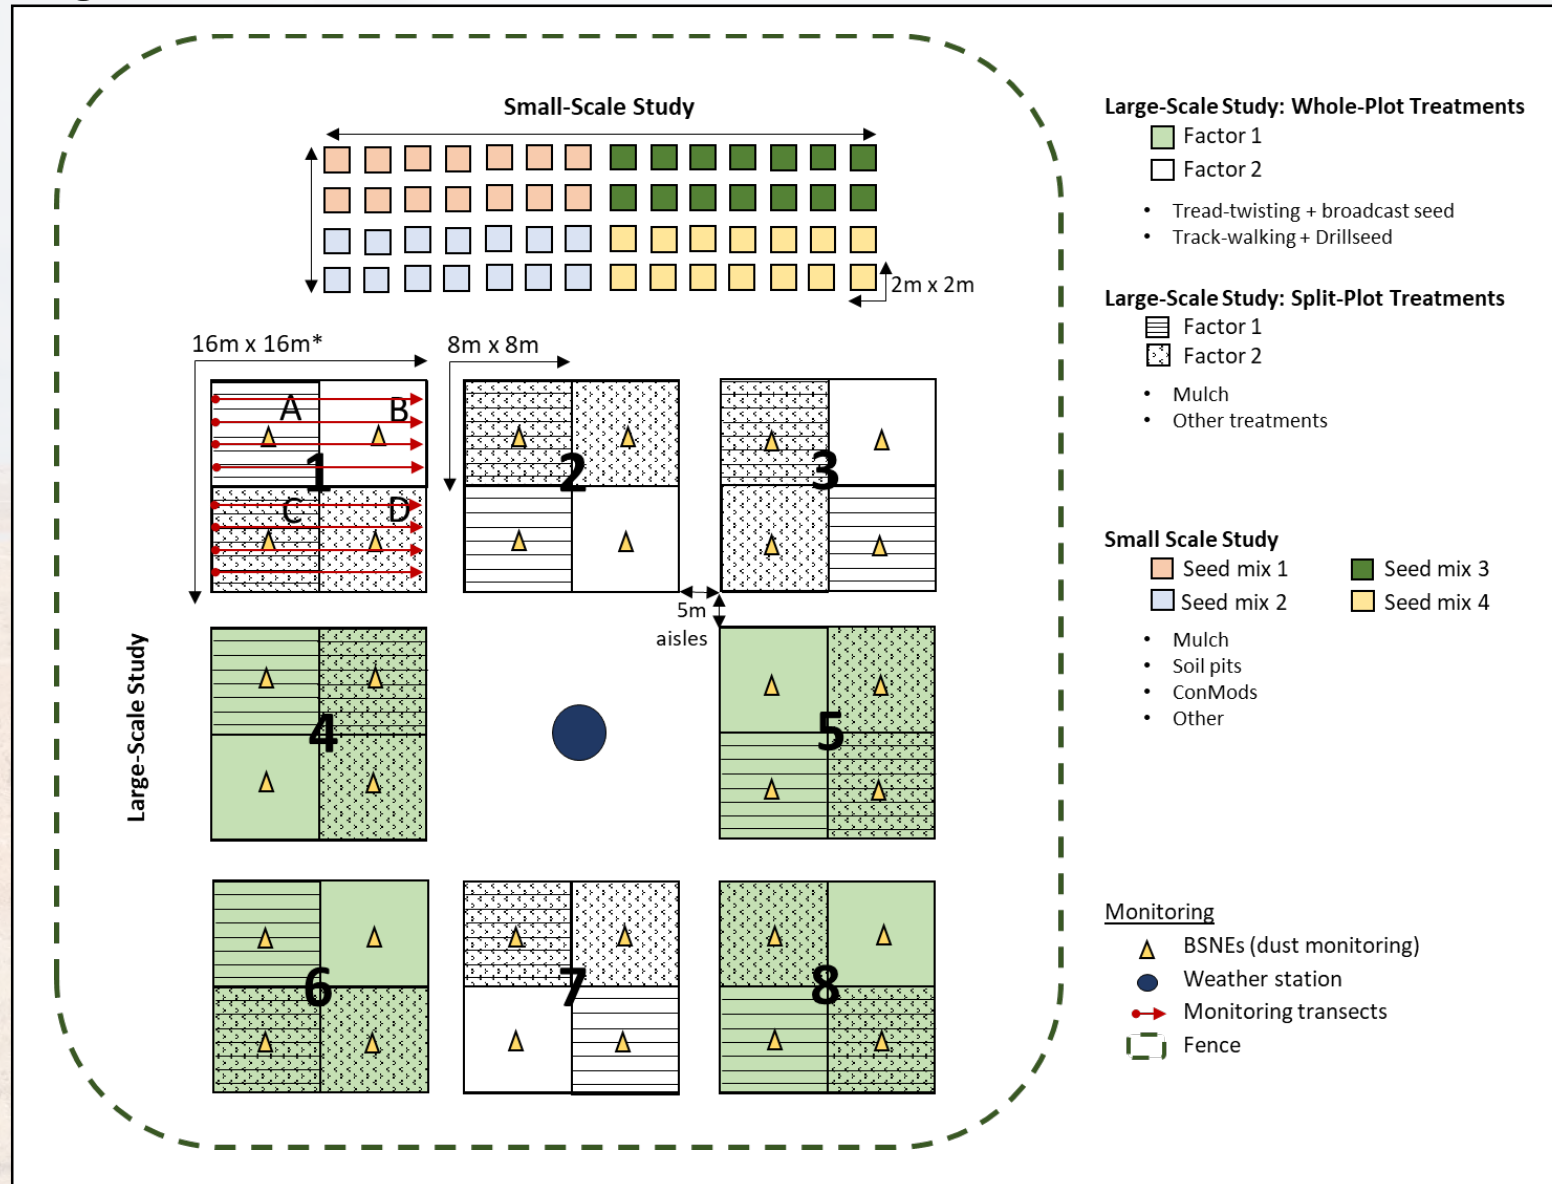 Small-Scale Study
2m x 2m
16m x 16m*
8m x 8m
A
B
1
C
D
2
3
5m
aisles
Large-Scale Study
4
5
6
7
8
Large-Scale Study: Whole-Plot Treatments
Factor 1
Factor 2
• Tread-twisting + broadcast seed
• Track-walking + Drillseed
Large-Scale Study: Split-Plot Treatments
Factor 1
Factor 2
• Mulch
• Other treatments
Small Scale Study
Seed mix 1
Seed mix 3
Seed mix 2
Seed mix 4
• Mulch
• Soil pits
• ConMods
• Other
Monitoring
BSNEs (dust monitoring)
Weather station
Monitoring transects
Fence